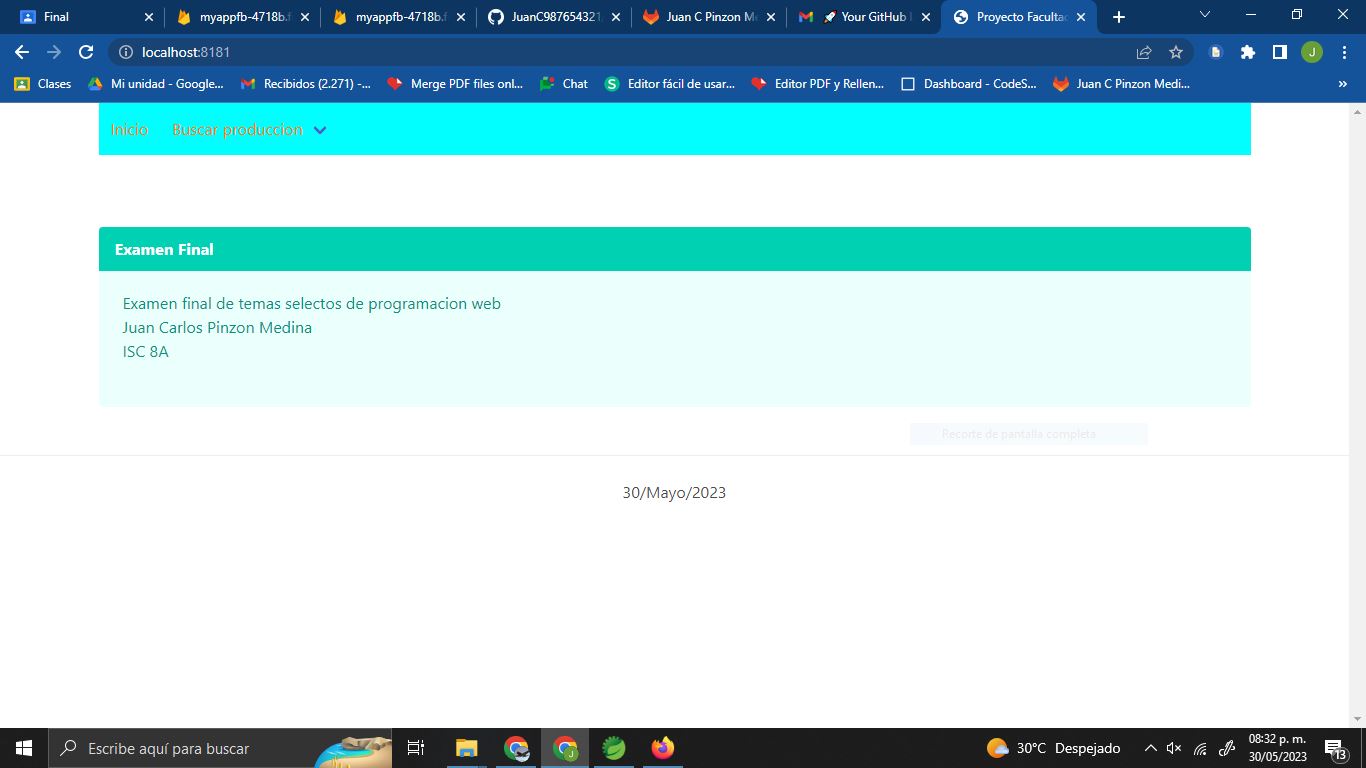 Final
myappfb-4718b.f
myappfb-4718b.f
JuanC987654321
Juan C Pinzon M
🚀 Your GitHub
Proyecto Faculta
localhost:8181
Clases
Mi unidad - Google...
Recibidos (2.271) -...
Merge PDF files onl...
Chat
Editor fácil de usar...
Editor PDF y Rellen...
Dashboard - CodeS...
Juan C Pinzon Medi...
»
Inicio
Buscar produccion
Examen Final
Examen final de temas selectos de programacion web
Juan Carlos Pinzon Medina
ISC 8A
Recorte de pantalla completa
30/Mayo/2023
Escribe aquí para buscar
30°C Despejado
08:32 p. m.
30/05/2023
13